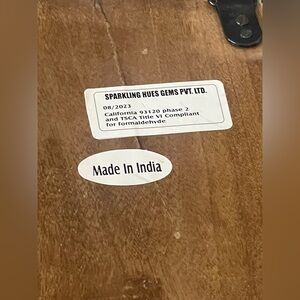 SPARKLING HUES GEMS PVT. LTD.
08/2023
California 93120 phase 2
and TSCA Title VI Compliant
for formaldehyde
Made In India